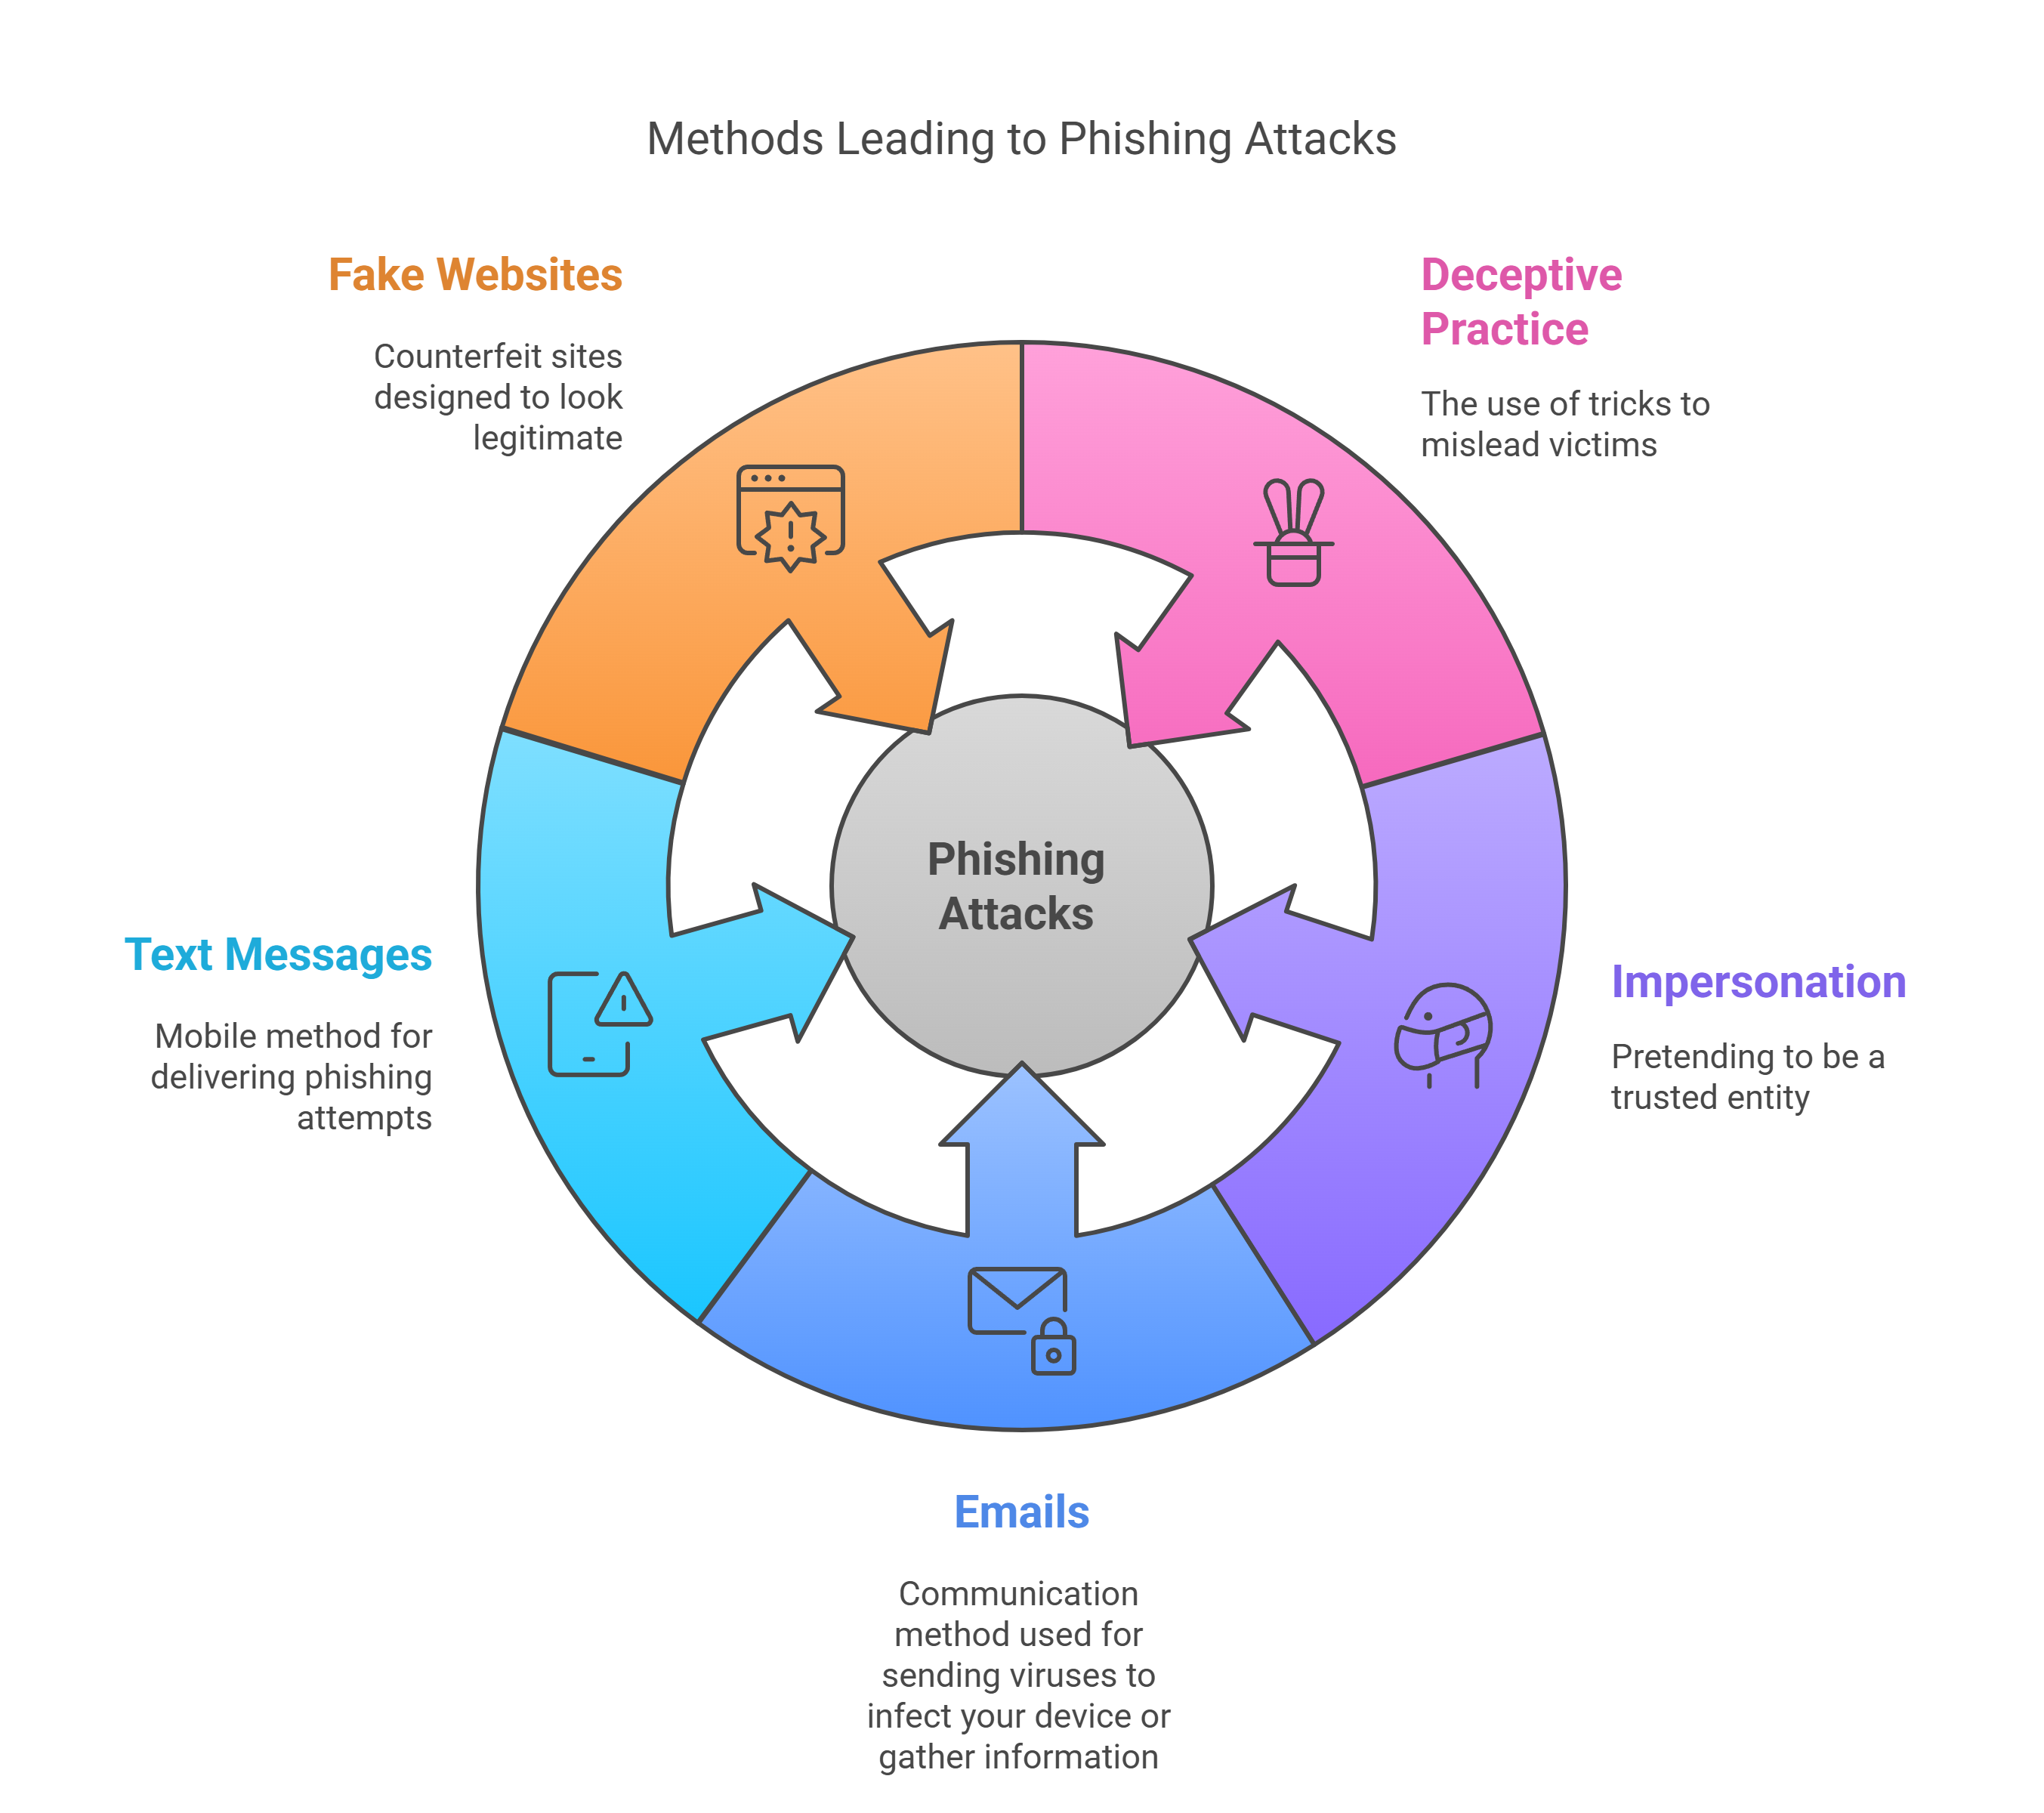 Methods Leading to Phishing Attacks
Fake Websites
Counterfeit sites
designed to look
legitimate
Deceptive
Practice
The use of tricks to
mislead victims
Phishing
Attacks
Text Messages
Mobile method for
delivering phishing
attempts
Impersonation
Pretending to be a
trusted entity
Emails
Communication
method used for
sending viruses to
infect your device or
gather information